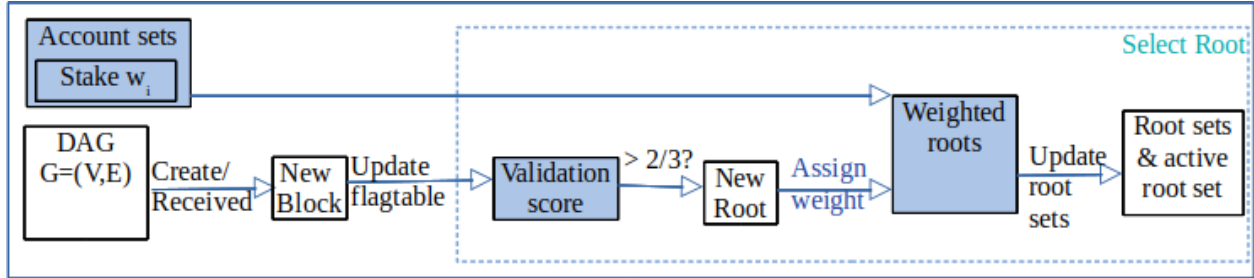 Account sets
Stake w_i
Select Root
DAG
G=(V,E)
Create/
Received
New
Block
Update
flagtable
Validation
score
> 2/3?
New
Root
Assign
weight
Weighted
roots
Update
root
sets
Root sets
& active
root set